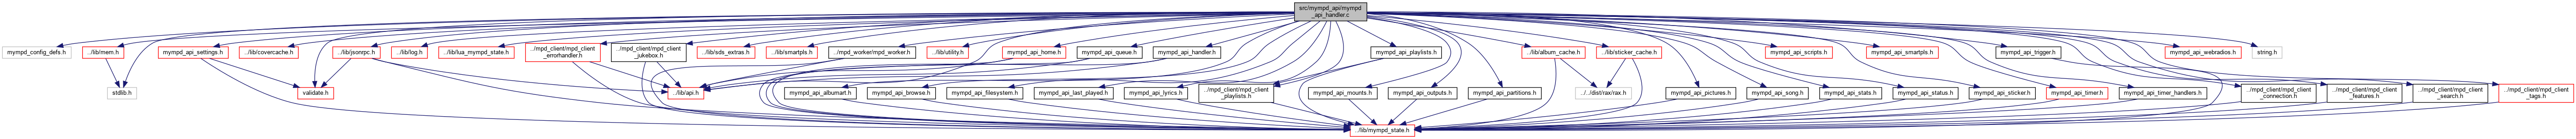 src/mympd_api/mympd
_api_handler.c
mympd_config_defs.h
../lib/mem.h
mympd_api_settings.h
../lib/covercache.h
../lib/jsonrpc.h
../lib/log.h
../lib/lua_mympd_state.h
../mpd_client/mpd_client
_errorhandler.h
../mpd_client/mpd_client
_jukebox.h
../lib/sds_extras.h
../lib/smartpls.h
../mpd_worker/mpd_worker.h
../lib/utility.h
mympd_api_home.h
mympd_api_queue.h
mympd_api_handler.h
mympd_api_playlists.h
../lib/album_cache.h
../lib/sticker_cache.h
mympd_api_scripts.h
mympd_api_smartpls.h
mympd_api_trigger.h
mympd_api_webradios.h
string.h
stdlib.h
validate.h
../lib/api.h
mympd_api_albumart.h
mympd_api_browse.h
mympd_api_filesystem.h
mympd_api_last_played.h
mympd_api_lyrics.h
../mpd_client/mpd_client
_playlists.h
mympd_api_mounts.h
mympd_api_outputs.h
mympd_api_partitions.h
../../dist/rax/rax.h
mympd_api_pictures.h
mympd_api_song.h
mympd_api_stats.h
mympd_api_status.h
mympd_api_sticker.h
mympd_api_timer.h
mympd_api_timer_handlers.h
../mpd_client/mpd_client
_connection.h
../mpd_client/mpd_client
_features.h
../mpd_client/mpd_client
_search.h
../mpd_client/mpd_client
_tags.h
../lib/mympd_state.h